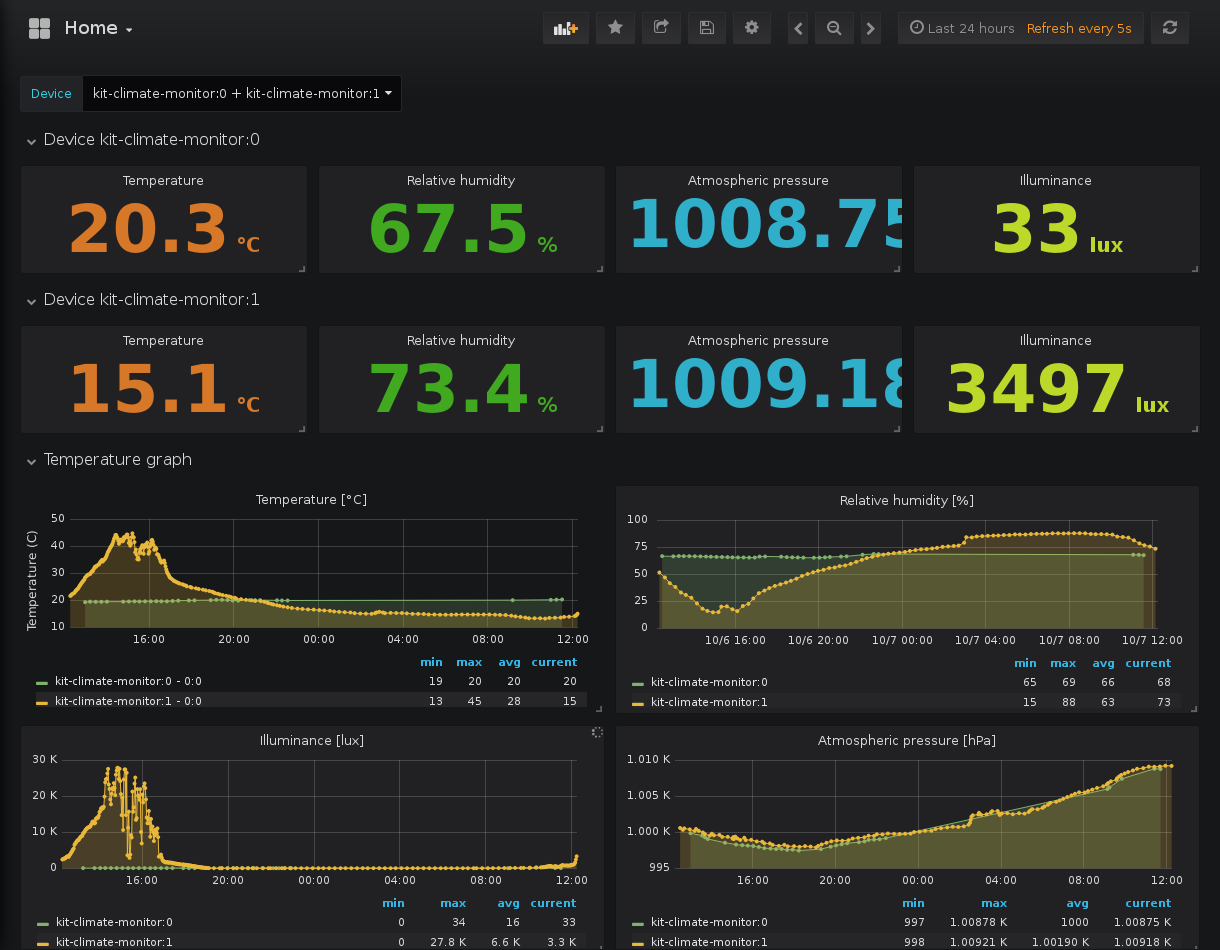 Home
Last 24 hours Refresh every 5s
Device kit-climate-monitor:0 + kit-climate-monitor:1
Device kit-climate-monitor:0
Temperature Relative humidity Atmospheric pressure Illuminance
20.3 °C 67.5 % 1008.75 33 lux
Device kit-climate-monitor:1
Temperature Relative humidity Atmospheric pressure Illuminance
15.1 °C 73.4 % 1009.18 3497 lux
Temperature graph
Temperature [°C]
Temperature (C)
50
40
30
20
10
16:00 20:00 00:00 04:00 08:00 12:00
min max avg current
kit-climate-monitor:0 - 0:0 19 20 20 20
kit-climate-monitor:1 - 0:0 13 45 28 15
Relative humidity [%]
100
75
50
25
0
10/6 16:00 10/6 20:00 10/7 00:00 10/7 04:00 10/7 08:00 10/7 12:00
min max avg current
kit-climate-monitor:0 65 69 66 68
kit-climate-monitor:1 15 88 63 73
Illuminance [lux]
30 K
20 K
10 K
0
16:00 20:00 00:00 04:00 08:00 12:00
min max avg current
kit-climate-monitor:0 0 34 16 33
kit-climate-monitor:1 0 27.8 K 6.6 K 3.3 K
Atmospheric pressure [hPa]
1.010 K
1.005 K
1.000 K
995
16:00 20:00 00:00 04:00 08:00 12:00
min max avg current
kit-climate-monitor:0 997 1.00878 K 1000 1.00875 K
kit-climate-monitor:1 998 1.00921 K 1.00190 K 1.00918 K